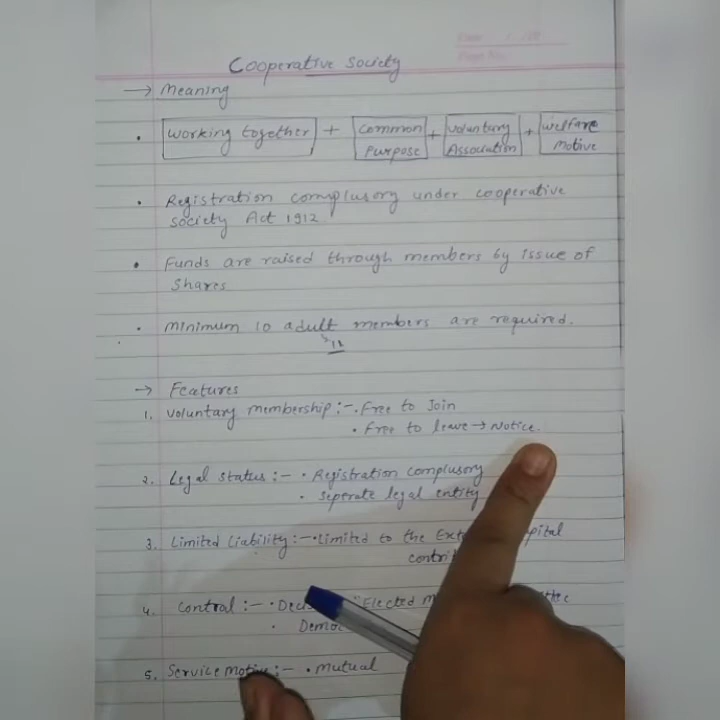 Cooperative Society
→ Meaning
• Working together + Common Purpose + Voluntary Association + Welfare Motive
• Registration complusory under cooperative
society Act 1912
• Funds are raised through members by issue of
Shares
• Minimum 10 adult members are required.
18
→ Features
1. Voluntary membership :- • Free to Join
• Free to leave → Notice.
2. Legal status :- • Registration complusory
• seperate legal entity
3. Limited Liability :- • Limited to the
4. Control :- • Elected
•
5. Service motive :- • Mutual